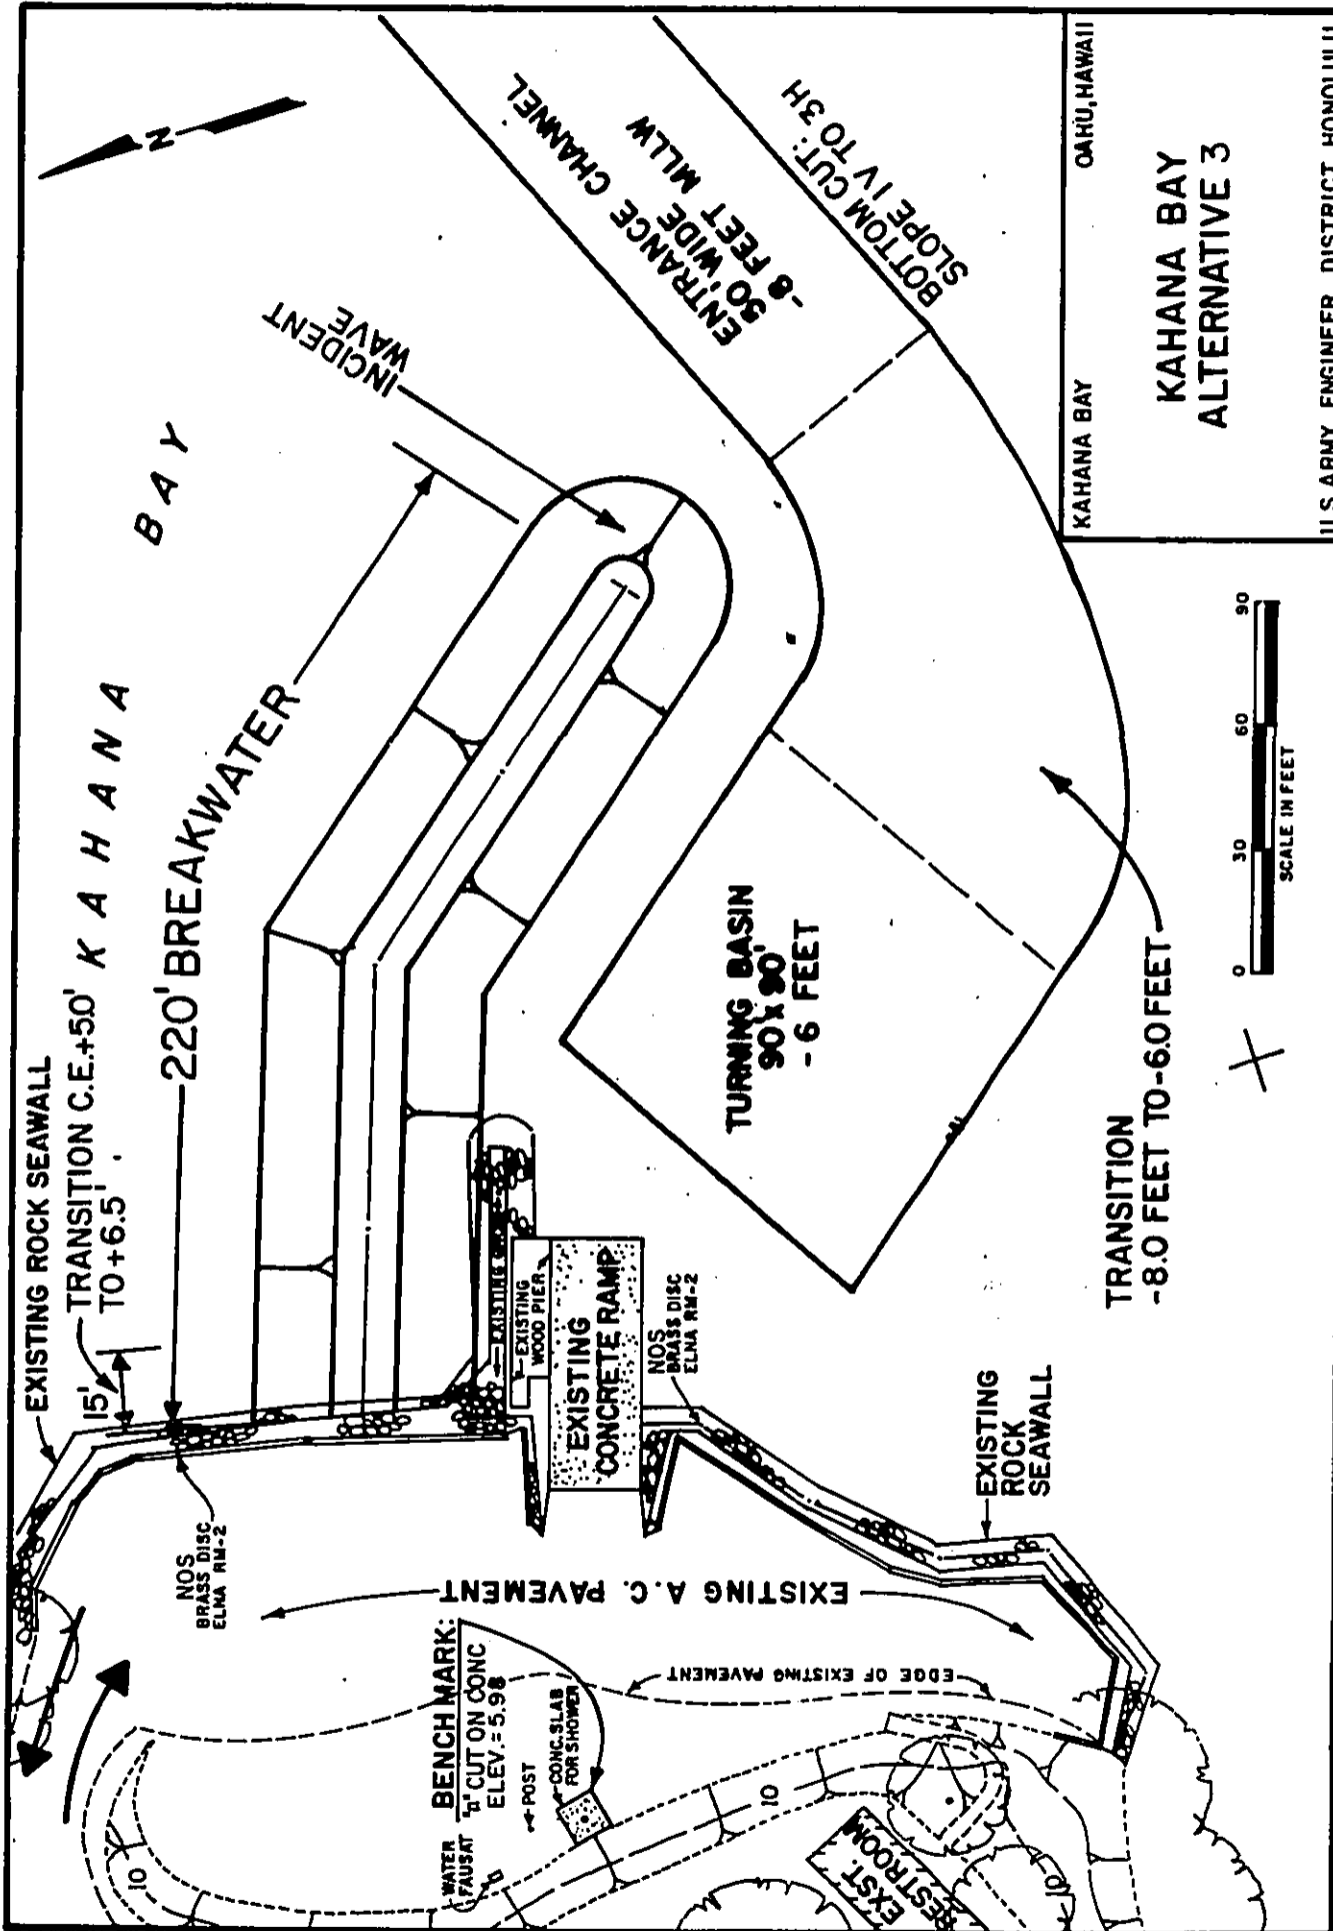 EXISTING ROCK SEAWALL
15'
TRANSITION C.E.+5.0'
TO +6.5'
KAHANA BAY
220' BREAKWATER
INCIDENT
WAVE
N
ENTRANCE CHANNEL
50' WIDE
-8 FEET MLLW
BOTTOM CUT:
SLOPE 1V TO 3H
NOS
BRASS DISC
ELNA RM-2
EXISTING
EXISTING
WOOD PIER
EXISTING
CONCRETE RAMP
NOS
BRASS DISC
ELNA RM-2
TURNING BASIN
90' x 90'
- 6 FEET
TRANSITION
-8.0 FEET TO -6.0 FEET
EXISTING
ROCK
SEAWALL
EXISTING A.C. PAVEMENT
EDGE OF EXISTING PAVEMENT
BENCH MARK:
"□" CUT ON CONC
ELEV.=5.98
WATER
FAUSAT
POST
CONC. SLAB
FOR SHOWER
10
10
10
EXST.
RESTROOM
0 30 60 90
SCALE IN FEET
KAHANA BAY OAHU, HAWAII
KAHANA BAY
ALTERNATIVE 3
U.S. ARMY ENGINEER DISTRICT HONOLULU